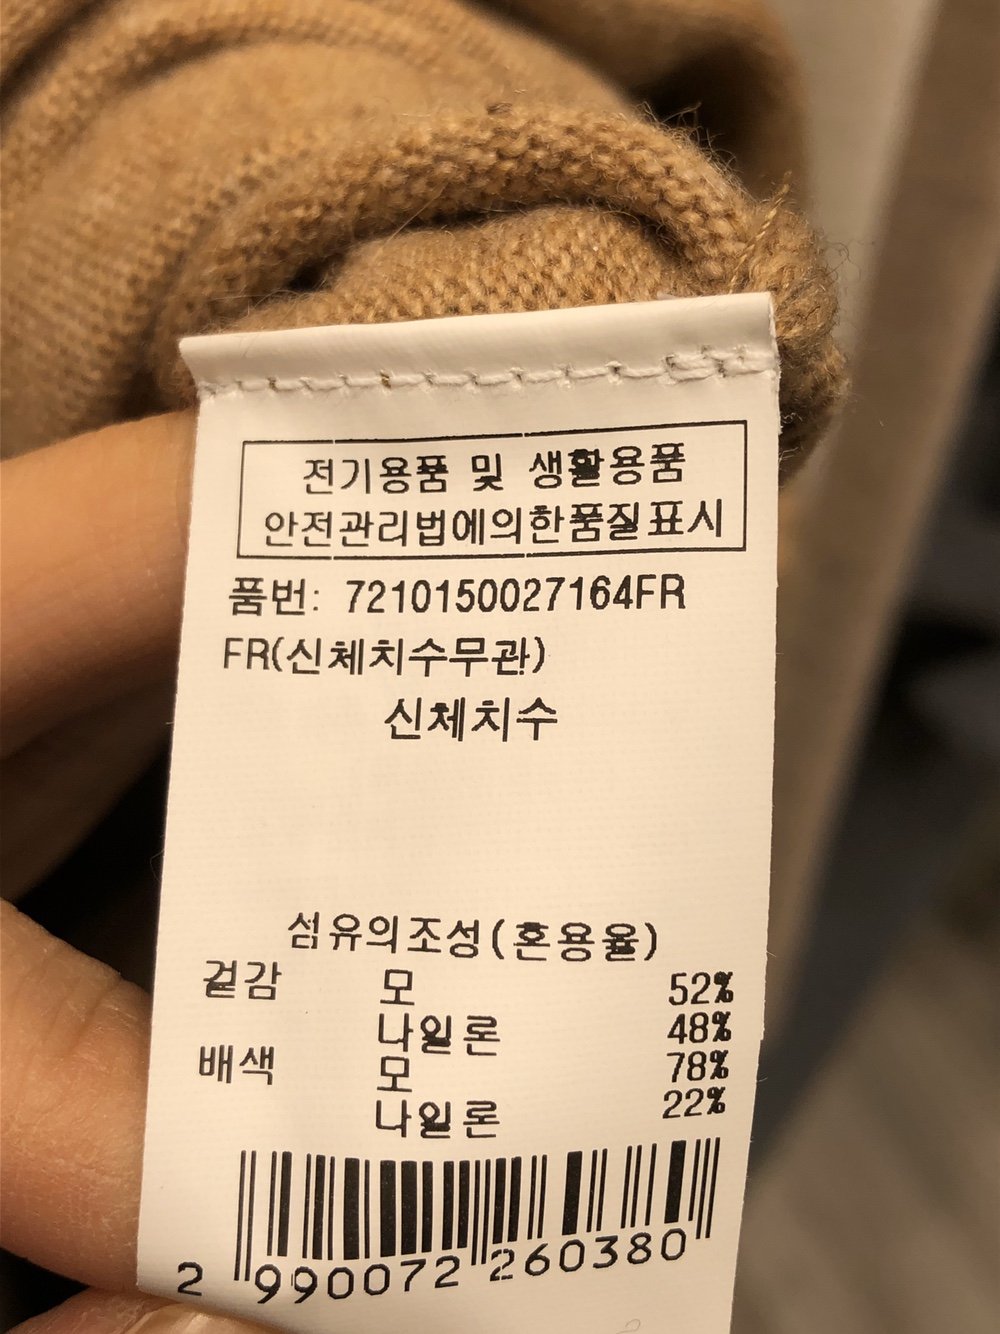 전기용품 및 생활용품
안전관리법에의한품질표시
품번: 7210150027164FR
FR(신체치수무관)
신체치수
섬유의조성(혼용율)
겉감 모 52%
나일론 48%
배색 모 78%
나일론 22%
2 990072 260380